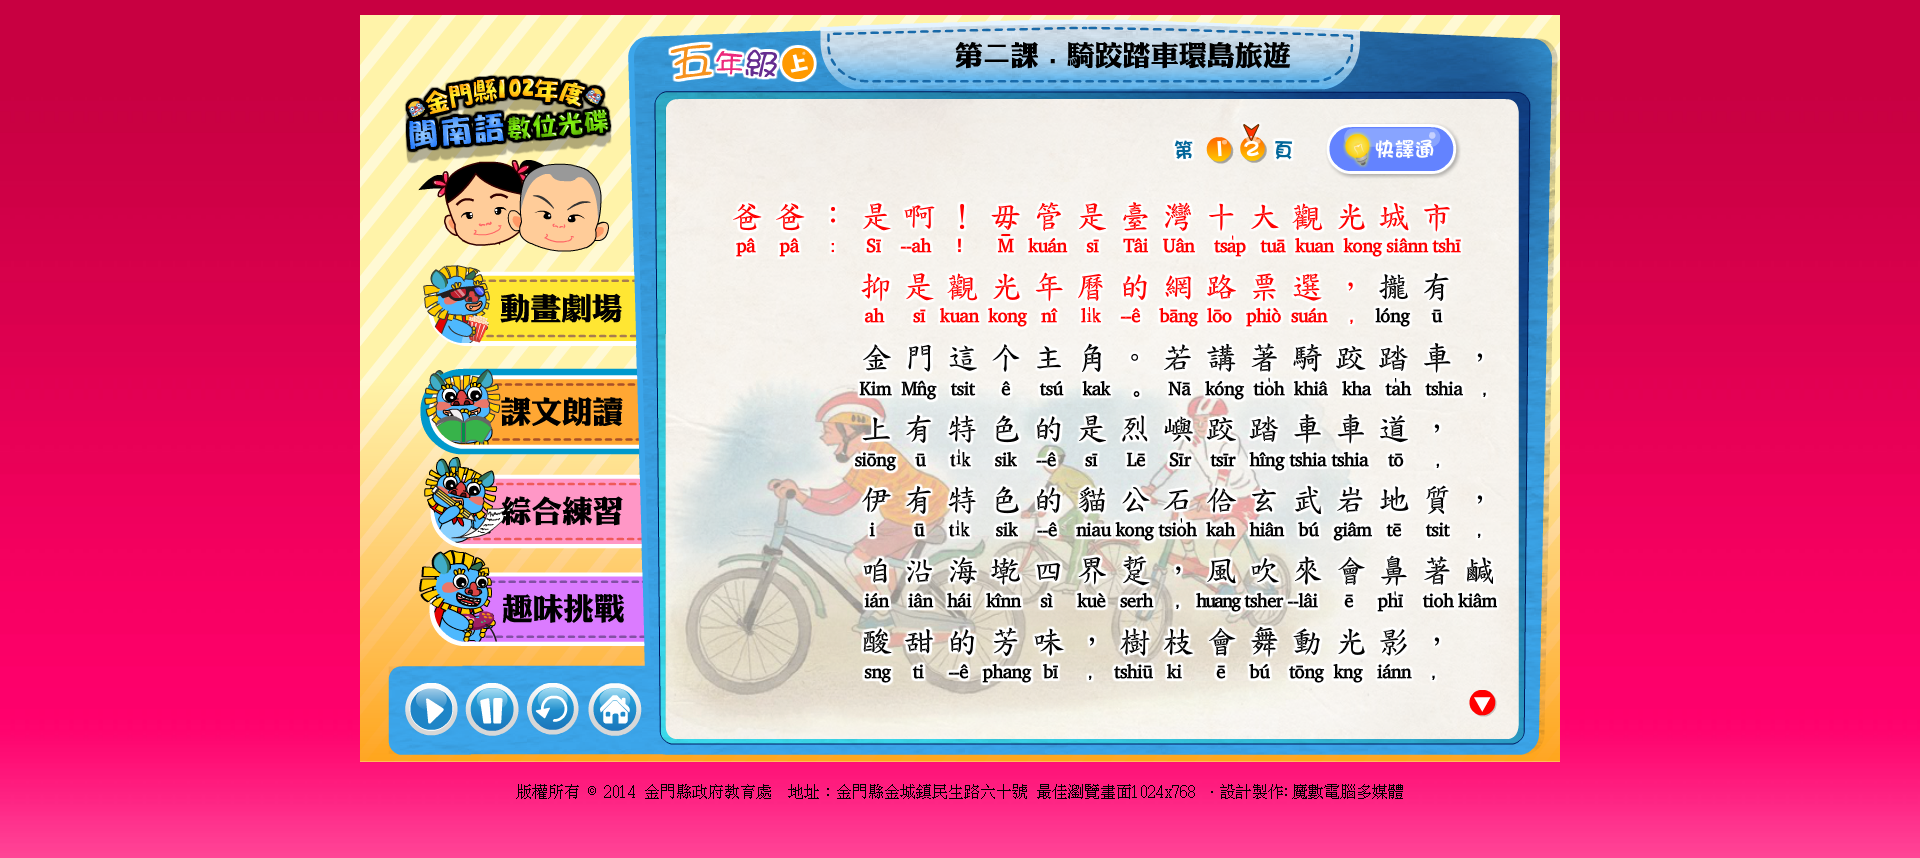 五年級上
第二課．騎跤踏車環島旅遊
金門縣102年度
閩南語數位光碟
第 1 2 頁
快譯通
動畫劇場
課文朗讀
綜合練習
趣味挑戰
爸爸：是啊！毋管是臺灣十大觀光城市
pâ pâ : Sī --ah ! M̄ kuán sī Tâi Uân tsa̍p tuā kuan kong siânn tshī
抑是觀光年曆的網路票選，攏有
ah sī kuan kong nî li̍k --ê bāng lōo phiò suán , lóng ū
金門這个主角。若講著騎跤踏車，
Kim Mn̂g tsit ê tsú kak 。 Nā kóng tio̍h khiâ kha ta̍h tshia ,
上有特色的是烈嶼跤踏車車道，
siōng ū ti̍k sik --ê sī Lē Sīr tsīr hîng tshia tshia tō ,
伊有特色的貓公石佮玄武岩地質，
i ū ti̍k sik --ê niau kong tsio̍h kah hiân bú giâm tē tsit ,
咱沿海墘四界踅，風吹來會鼻著鹹
ián iân hái kînn sì kuè serh , huang tsher --lâi ē phī tioh kiâm
酸甜的芳味，樹枝會舞動光影，
sng ti --ê phang bī , tshiū ki ē bú tōng kng iánn ,
版權所有 © 2014 金門縣政府教育處 地址：金門縣金城鎮民生路六十號 最佳瀏覽畫面1024x768 ．設計製作: 魔數電腦多媒體